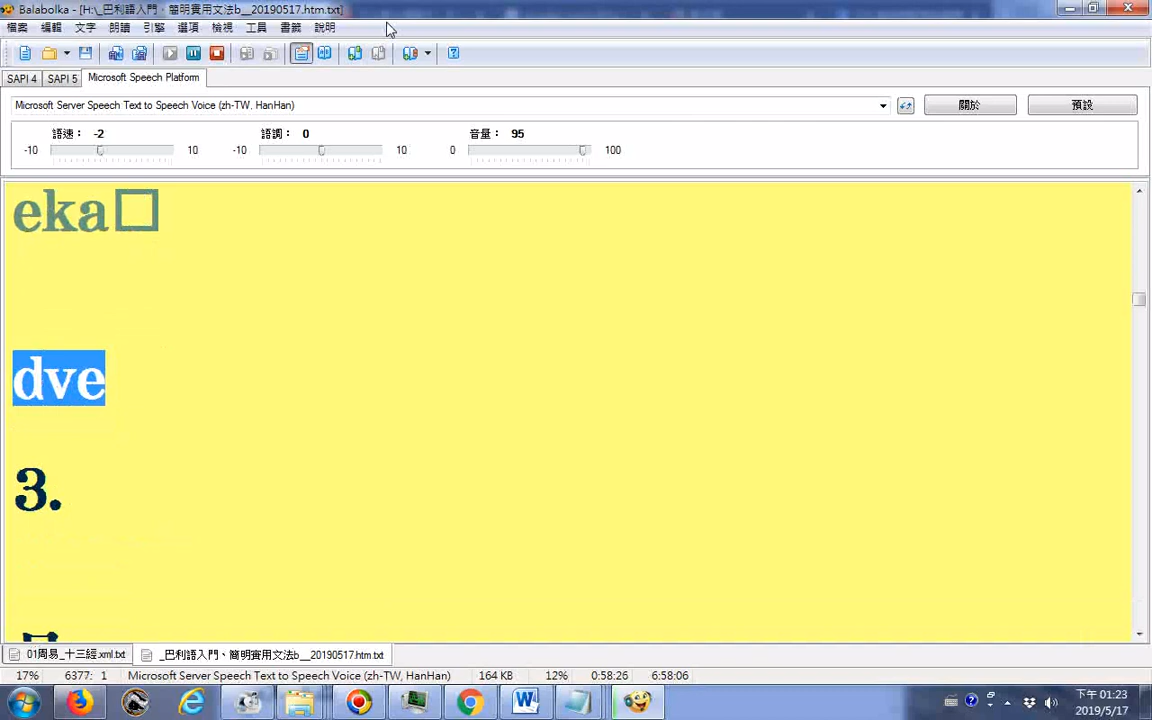 Balabolka - [H:\_巴利語入門、簡明實用文法b__20190517.htm.txt]
檔案 編輯 文字 朗讀 引擎 選項 檢視 工具 書籤 說明
SAPI 4 SAPI 5 Microsoft Speech Platform
Microsoft Server Speech Text to Speech Voice (zh-TW, HanHan) 關於 預設
語速： -2 語調： 0 音量： 95
-10 10 -10 10 0 100
eka□
dve
3.
01周易_十三經.xml.txt _巴利語入門、簡明實用文法b__20190517.htm.txt
17% 6377: 1 Microsoft Server Speech Text to Speech Voice (zh-TW, HanHan) 164 KB 12% 0:58:26 6:58:06
下午 01:23
2019/5/17